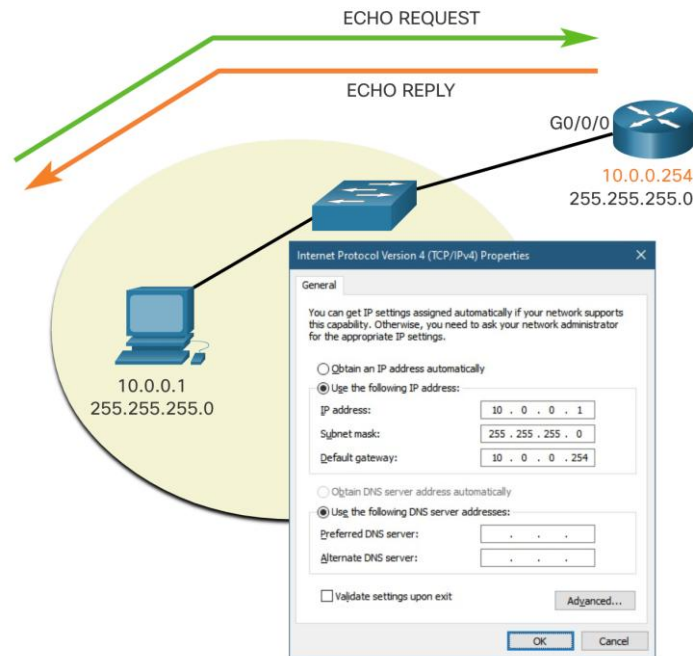 ECHO REQUEST
ECHO REPLY
G0/0/0
10.0.0.254
255.255.255.0
10.0.0.1
255.255.255.0
Internet Protocol Version 4 (TCP/IPv4) Properties
General
You can get IP settings assigned automatically if your network supports
this capability. Otherwise, you need to ask your network administrator
for the appropriate IP settings.
Obtain an IP address automatically
Use the following IP address:
IP address: 10 . 0 . 0 . 1
Subnet mask: 255 . 255 . 255 . 0
Default gateway: 10 . 0 . 0 . 254
Obtain DNS server address automatically
Use the following DNS server addresses:
Preferred DNS server: . . .
Alternate DNS server: . . .
Validate settings upon exit
Advanced...
OK Cancel